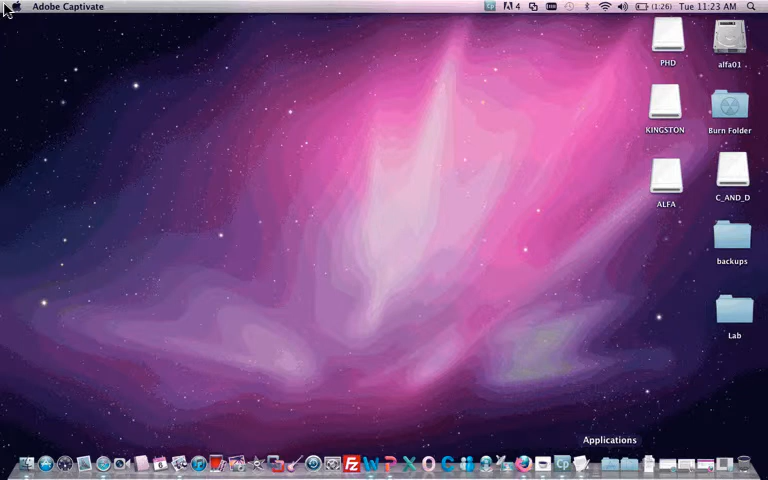 Adobe Captivate
4
(1:26)
Tue 11:23 AM
PHD
alfa01
KINGSTON
Burn Folder
ALFA
C_AND_D
backups
Lab
Applications